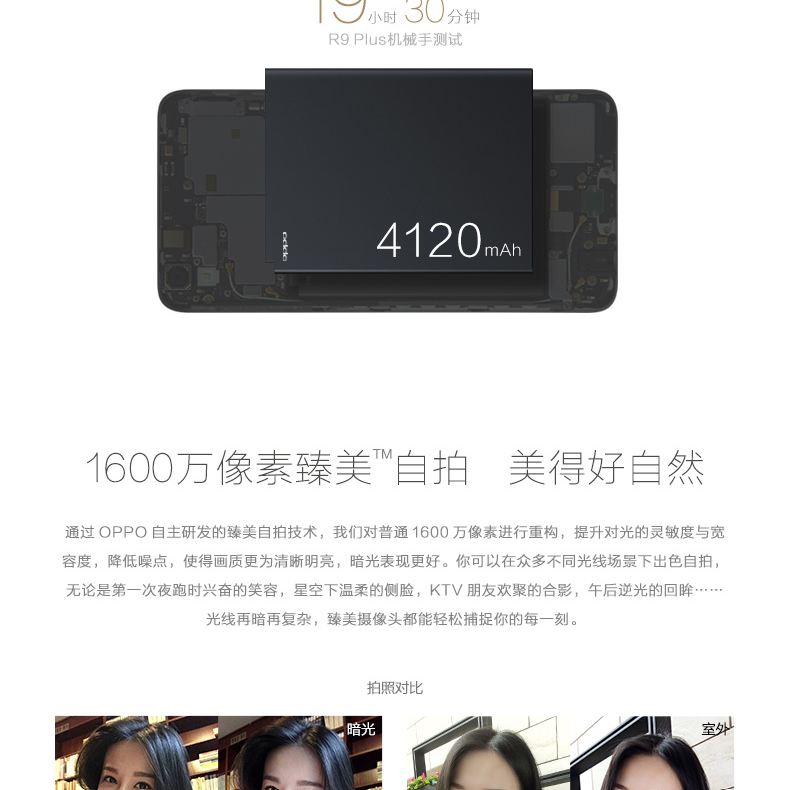 19小时 30分钟
R9 Plus机械手测试
oppo
4120mAh
1600万像素臻美™自拍 美得好自然
通过 OPPO 自主研发的臻美自拍技术，我们对普通 1600 万像素进行重构，提升对光的灵敏度与宽
容度，降低噪点，使得画质更为清晰明亮，暗光表现更好。你可以在众多不同光线场景下出色自拍，
无论是第一次夜跑时兴奋的笑容，星空下温柔的侧脸，KTV 朋友欢聚的合影，午后逆光的回眸……
光线再暗再复杂，臻美摄像头都能轻松捕捉你的每一刻。
拍照对比
暗光
室外